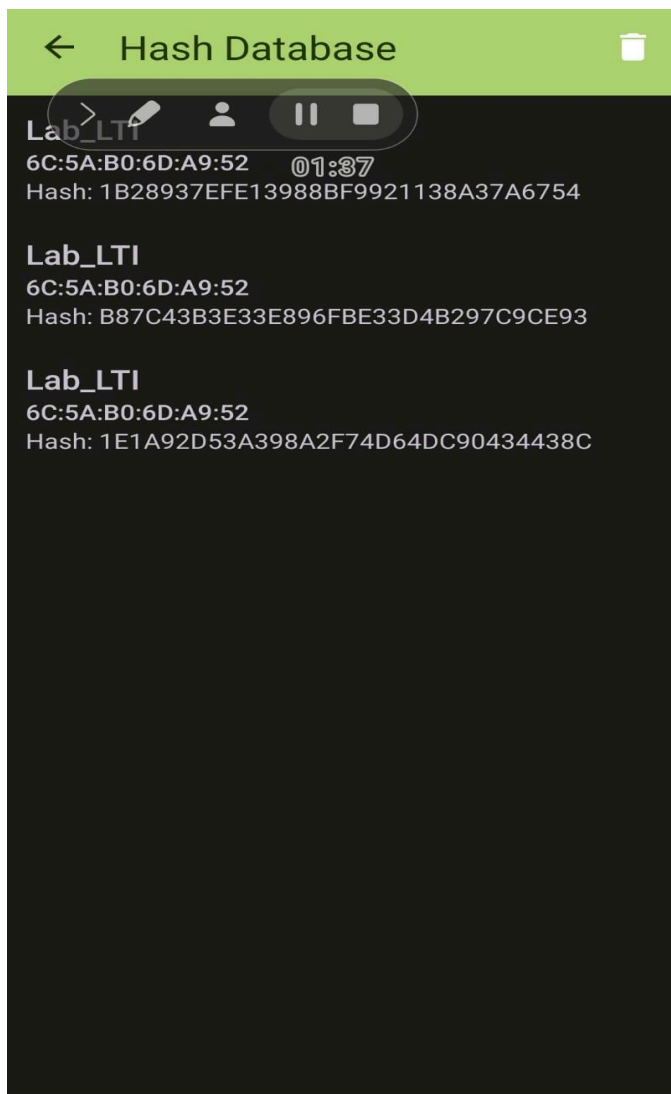 Hash Database
Lab_LTI
6C:5A:B0:6D:A9:52
01:37
Hash: 1B28937EFE13988BF9921138A37A6754
Lab_LTI
6C:5A:B0:6D:A9:52
Hash: B87C43B3E33E896FBE33D4B297C9CE93
Lab_LTI
6C:5A:B0:6D:A9:52
Hash: 1E1A92D53A398A2F74D64DC90434438C